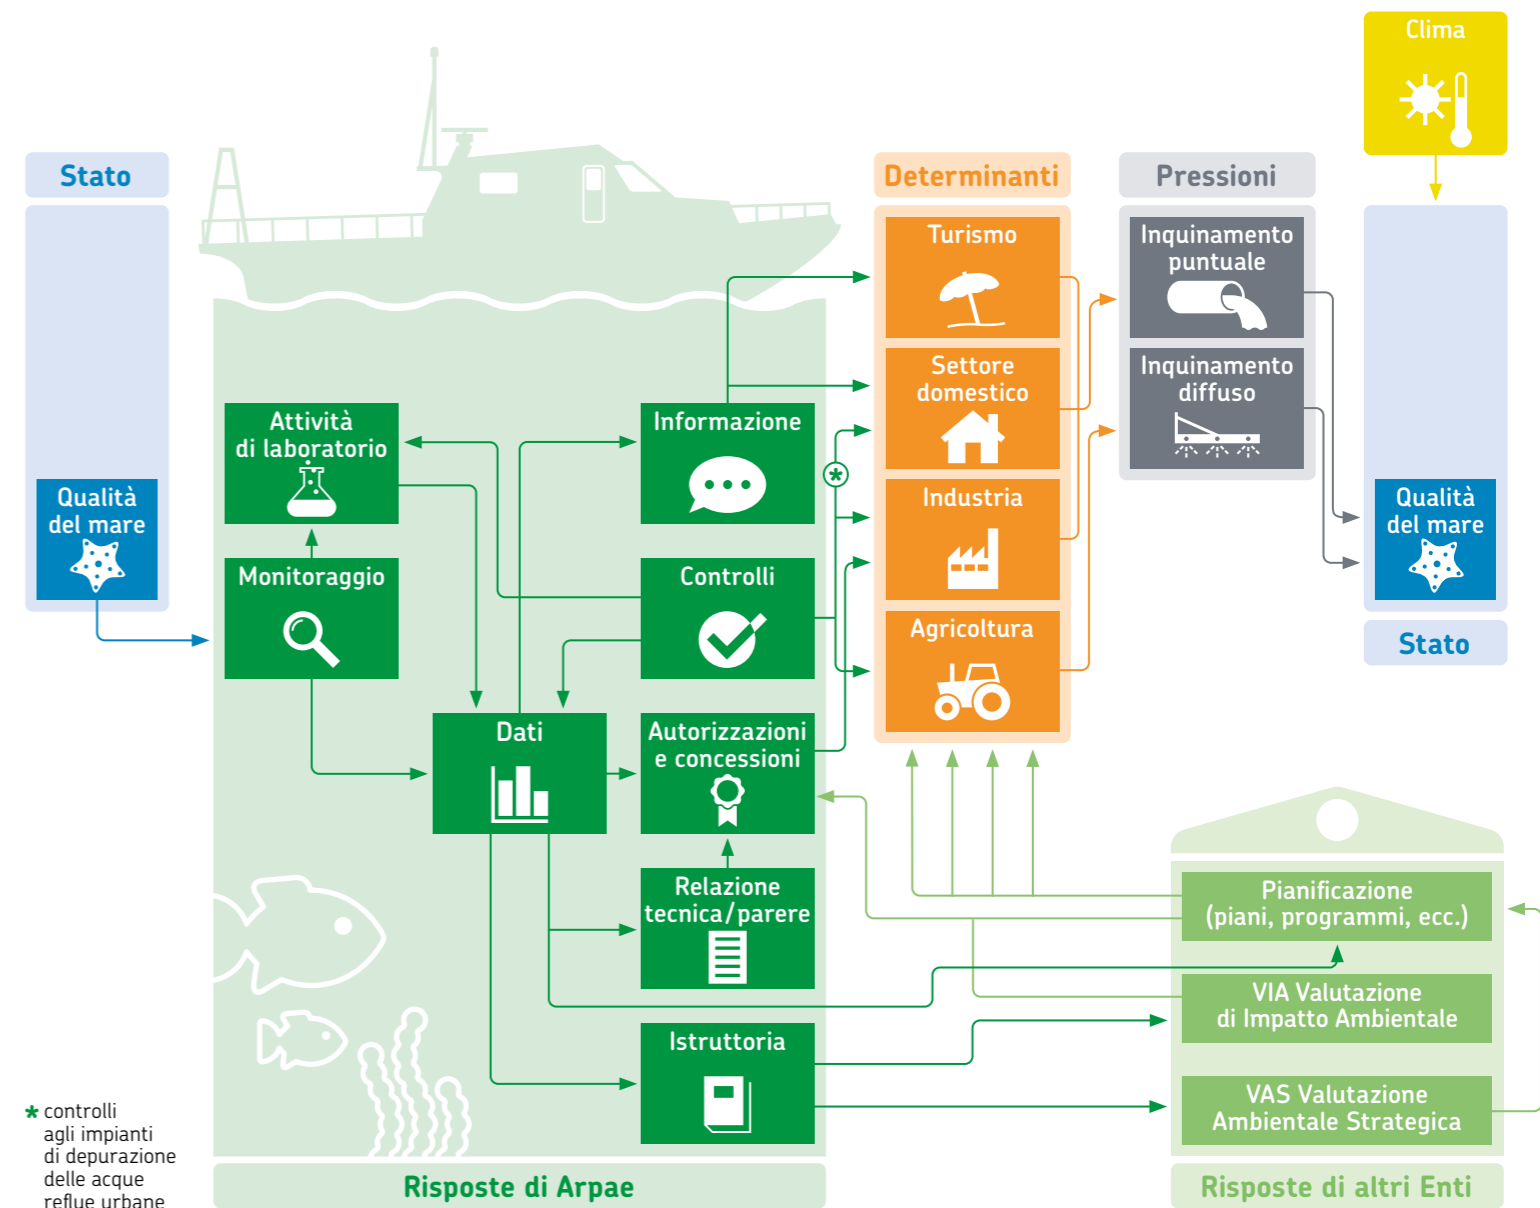 Clima
Stato
Determinanti
Pressioni
Turismo
Inquinamento
puntuale
Settore
domestico
Inquinamento
diffuso
Attività
di laboratorio
Informazione
*
Qualità
del mare
Industria
Qualità
del mare
Monitoraggio
Controlli
Agricoltura
Stato
Dati
Autorizzazioni
e concessioni
Relazione
tecnica/parere
Pianificazione
(piani, programmi, ecc.)
VIA Valutazione
di Impatto Ambientale
Istruttoria
VAS Valutazione
Ambientale Strategica
* controlli
agli impianti
di depurazione
delle acque
reflue urbane
Risposte di Arpae
Risposte di altri Enti